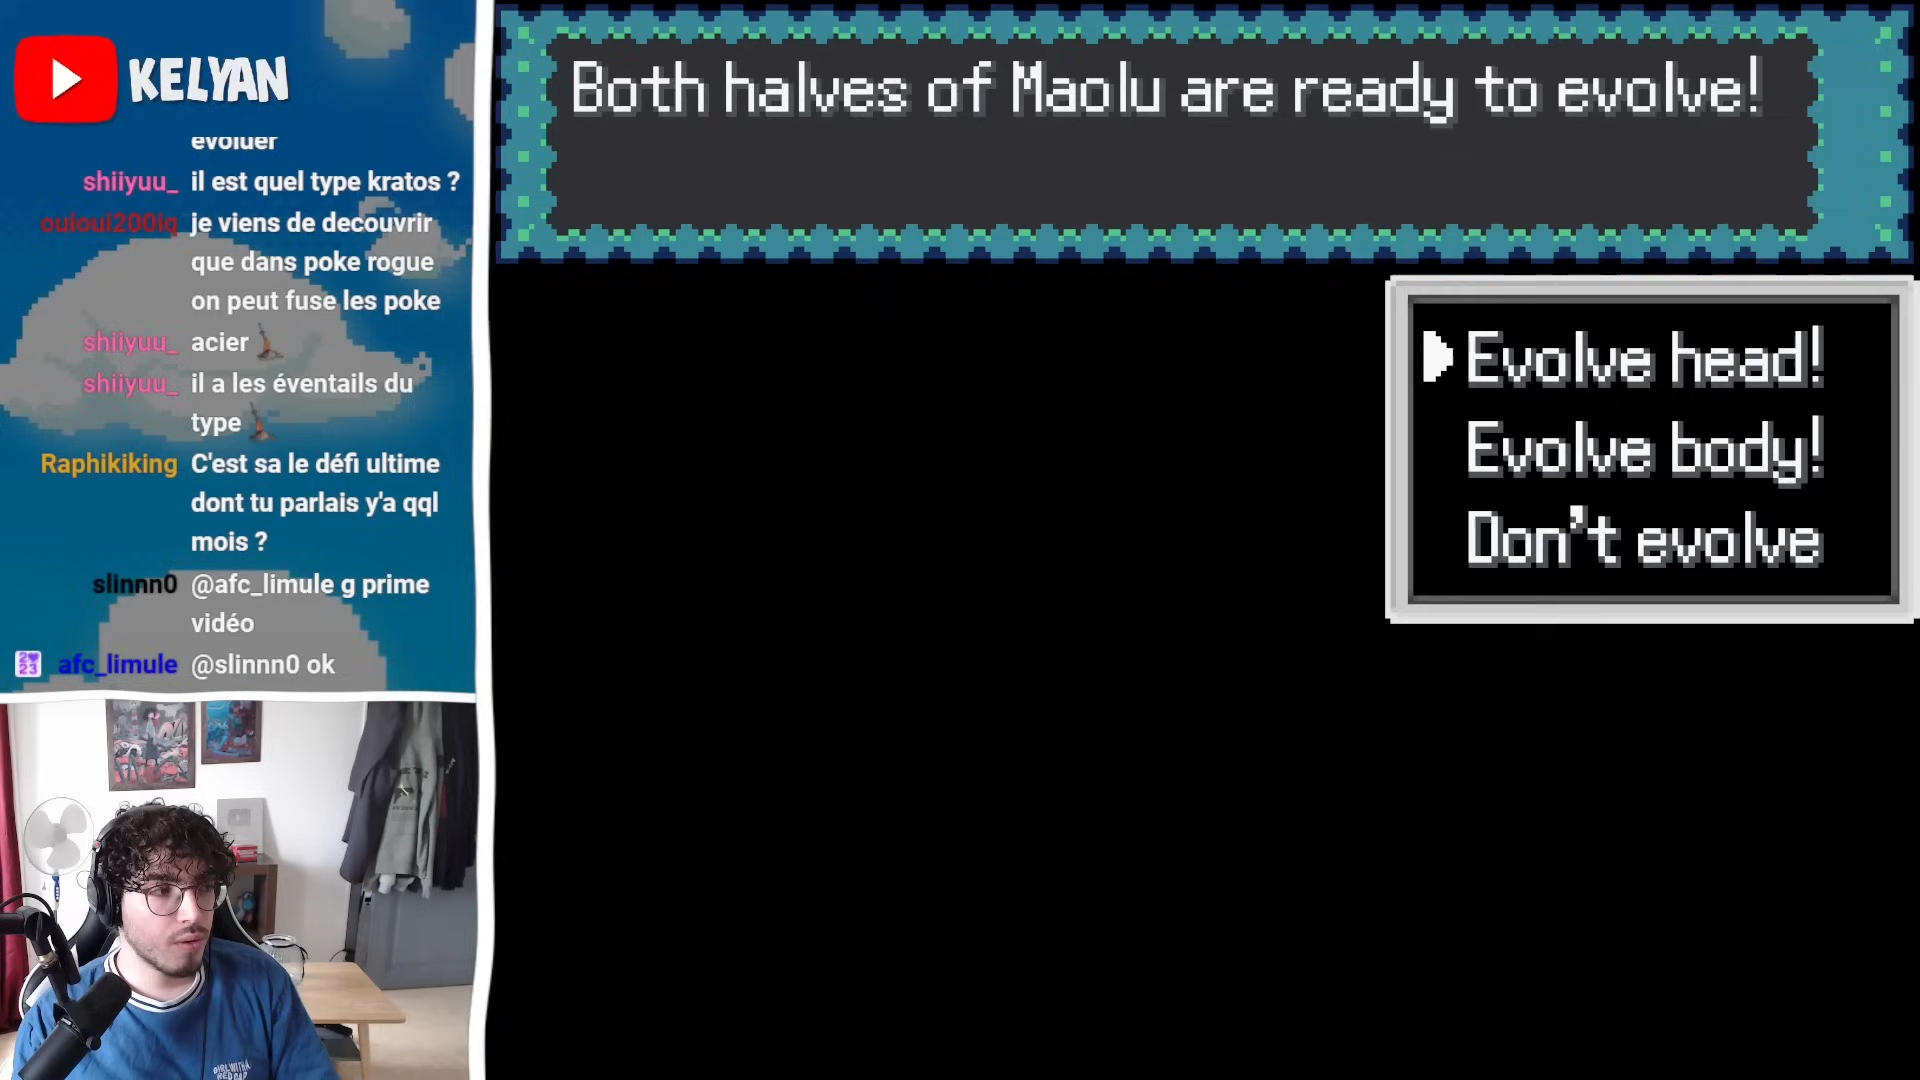 KELYAN
evoluer
shiiyuu_ il est quel type kratos ?
ouioui200iq je viens de decouvrir
que dans poke rogue
on peut fuse les poke
shiiyuu_ acier
shiiyuu_ il a les éventails du
type
Raphikiking C'est sa le défi ultime
dont tu parlais y'a qql
mois ?
slinnn0 @afc_limule g prime
vidéo
afc_limule @slinnn0 ok
Both halves of Maolu are ready to evolve!
Evolve head!
Evolve body!
Don't evolve